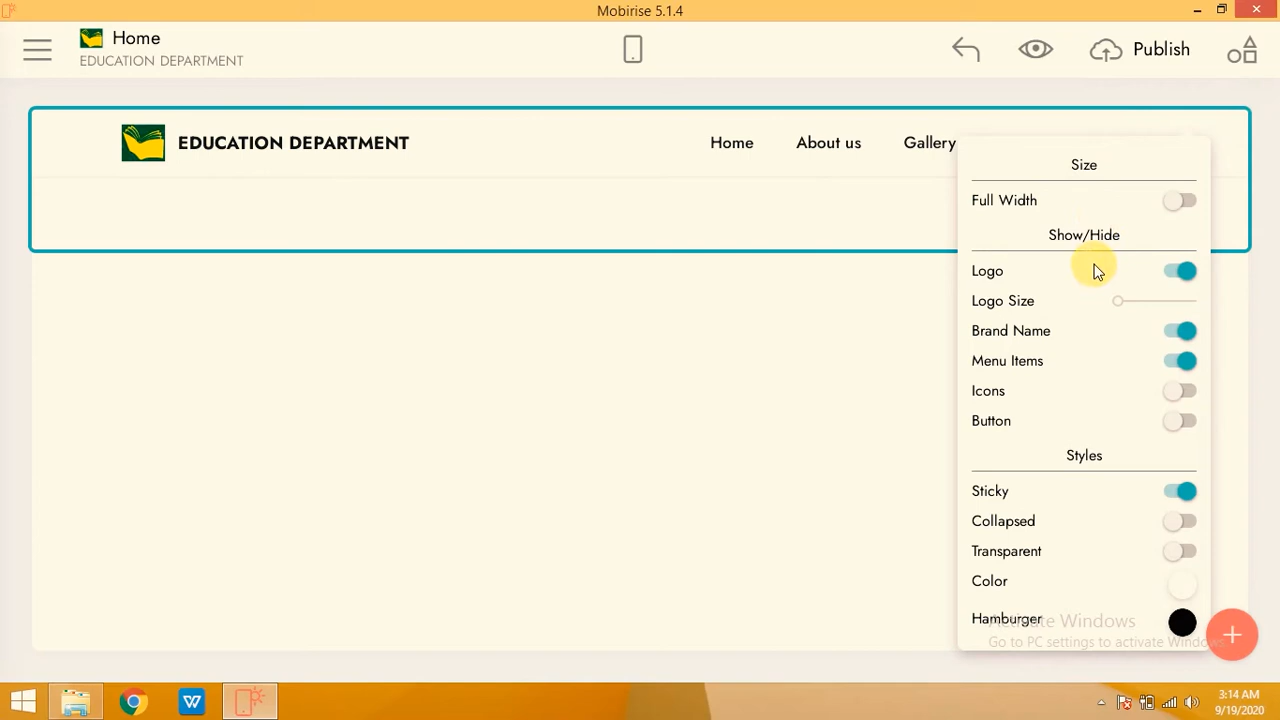 Mobirise 5.1.4
Home
EDUCATION DEPARTMENT
Publish
EDUCATION DEPARTMENT
Home
About us
Gallery
Size
Full Width
Show/Hide
Logo
Logo Size
Brand Name
Menu Items
Icons
Button
Styles
Sticky
Collapsed
Transparent
Color
Hamburger
Activate Windows
Go to PC settings to activate Windows.
3:14 AM
9/19/2020